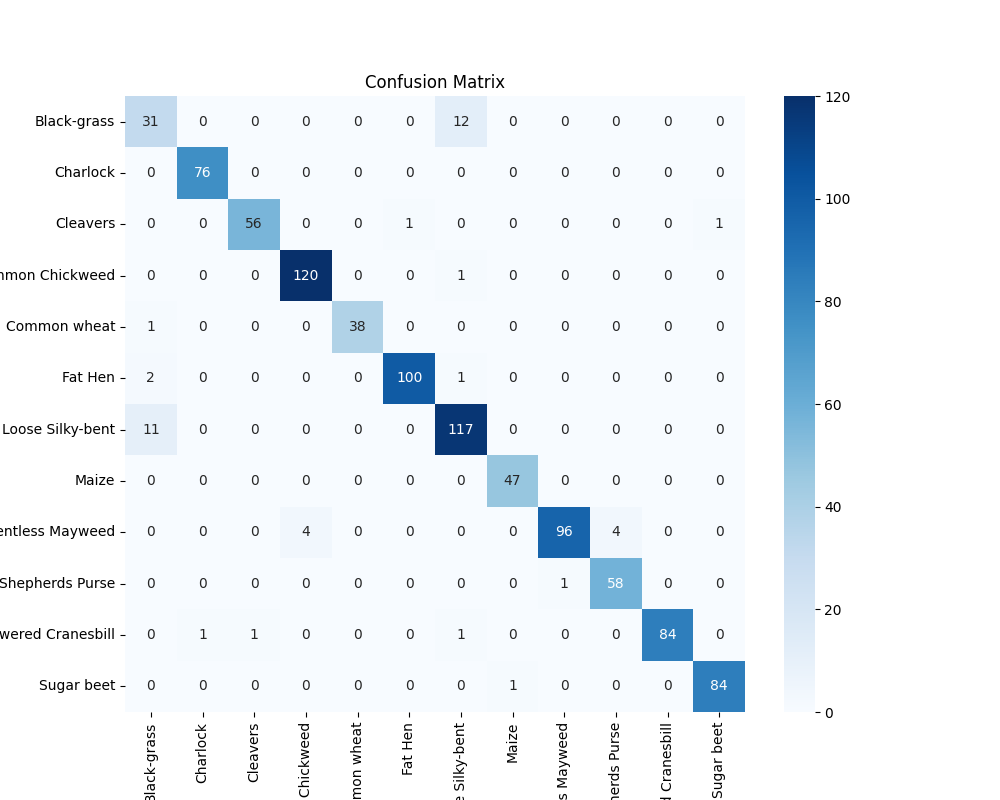 Confusion Matrix
Black-grass 31 0 0 0 0 0 12 0 0 0 0 0 120
Charlock 0 76 0 0 0 0 0 0 0 0 0 0
100
Cleavers 0 0 56 0 0 1 0 0 0 0 0 1
mmon Chickweed 0 0 0 120 0 0 1 0 0 0 0 0
80
Common wheat 1 0 0 0 38 0 0 0 0 0 0 0
Fat Hen 2 0 0 0 0 100 1 0 0 0 0 0
60
Loose Silky-bent 11 0 0 0 0 0 117 0 0 0 0 0
Maize 0 0 0 0 0 0 0 47 0 0 0 0
40
entless Mayweed 0 0 0 4 0 0 0 0 96 4 0 0
Shepherds Purse 0 0 0 0 0 0 0 0 1 58 0 0
20
wered Cranesbill 0 1 1 0 0 0 1 0 0 0 84 0
Sugar beet 0 0 0 0 0 0 0 1 0 0 0 84
0
Black-grass
Charlock
Cleavers
Chickweed
mon wheat
Fat Hen
e Silky-bent
Maize
s Mayweed
herds Purse
d Cranesbill
Sugar beet